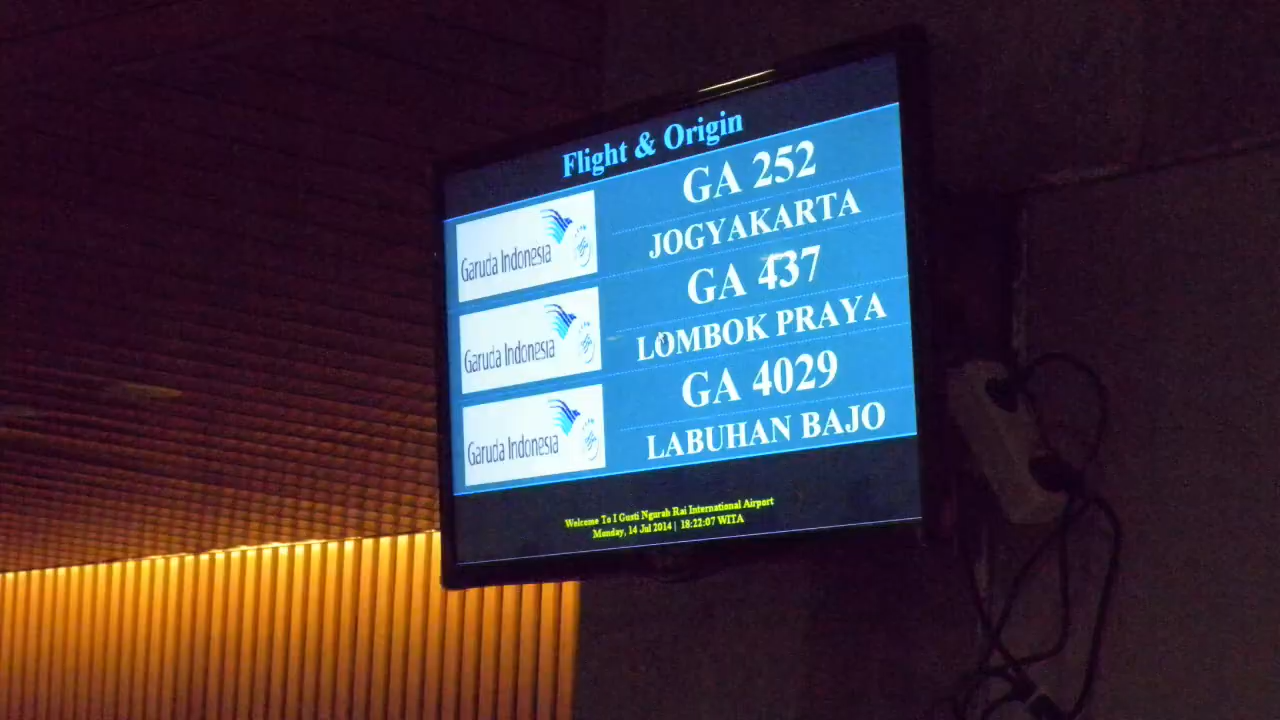 Flight & Origin
Garuda Indonesia
GA 252
JOGYAKARTA
Garuda Indonesia
GA 437
LOMBOK PRAYA
Garuda Indonesia
GA 4029
LABUHAN BAJO
Welcome To I Gusti Ngurah Rai International Airport
Monday, 14 Jul 2014 | 18:22:07 WITA